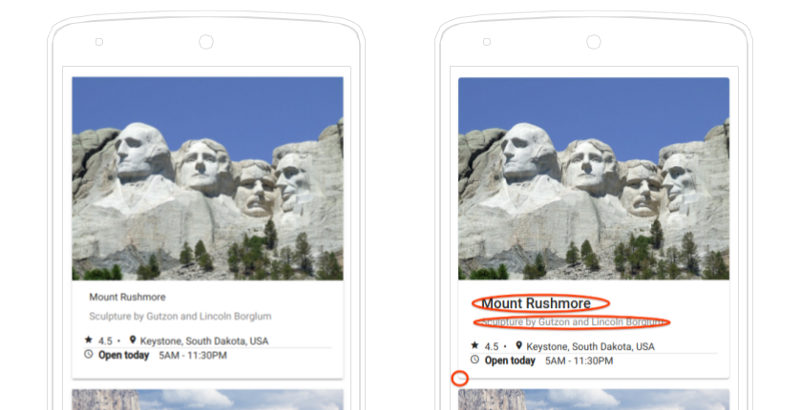 Mount Rushmore
Sculpture by Gutzon and Lincoln Borglum
4.5 • Keystone, South Dakota, USA
Open today 5AM - 11:30PM
Mount Rushmore
Sculpture by Gutzon and Lincoln Borglum
4.5 • Keystone, South Dakota, USA
Open today 5AM - 11:30PM